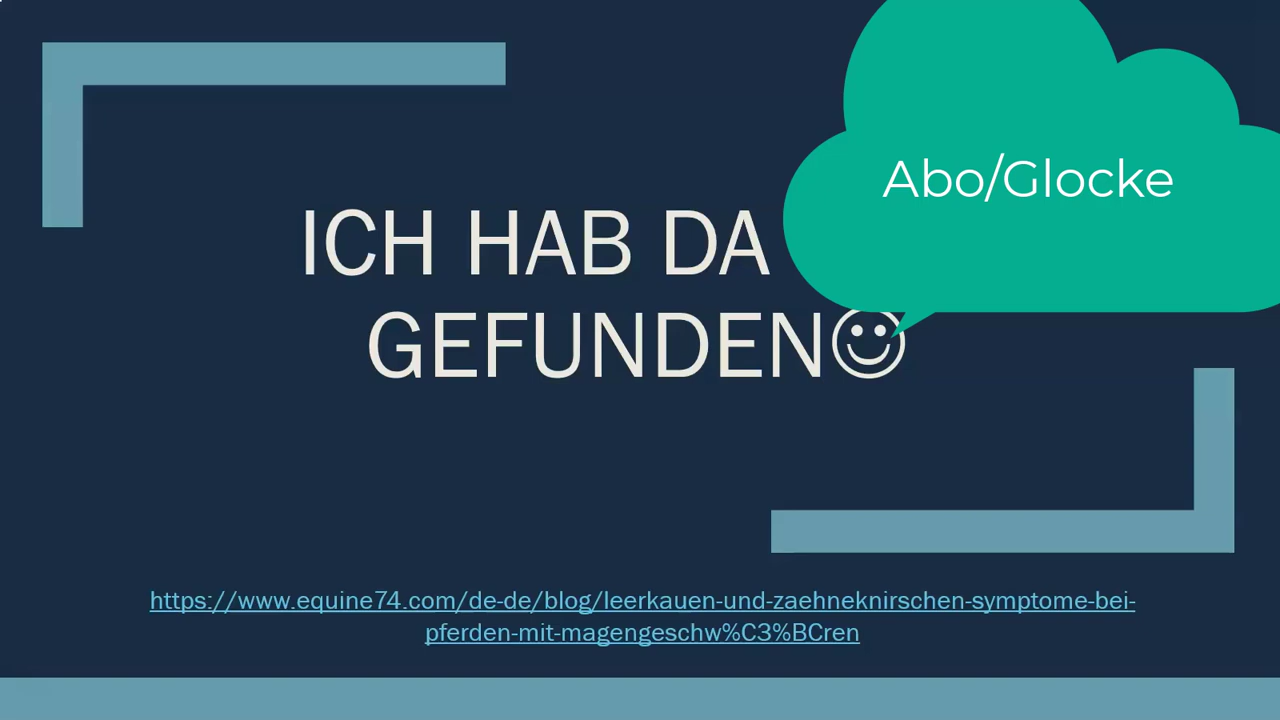 Abo/Glocke
ICH HAB DA
GEFUNDEN☺
https://www.equine74.com/de-de/blog/leerkauen-und-zaehneknirschen-symptome-bei-
pferden-mit-magengeschw%C3%BCren